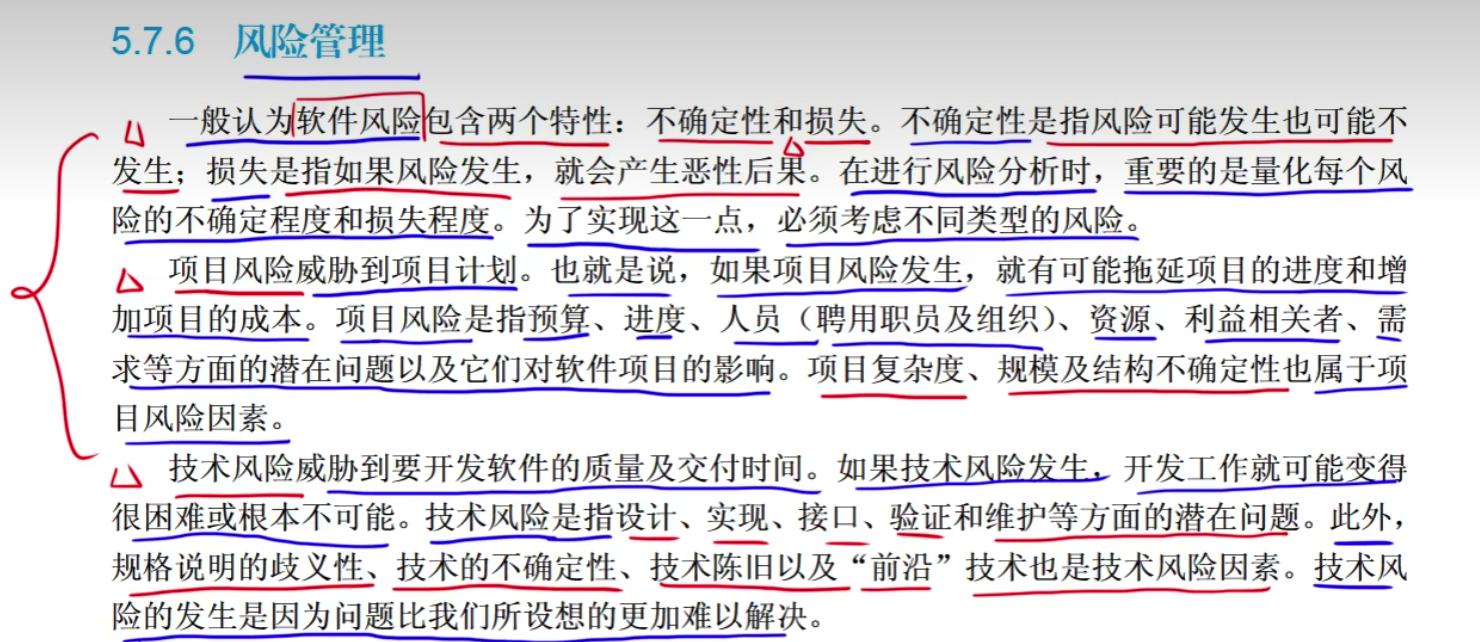 5.7.6 风险管理
一般认为软件风险包含两个特性：不确定性和损失。不确定性是指风险可能发生也可能不
发生；损失是指如果风险发生，就会产生恶性后果。在进行风险分析时，重要的是量化每个风
险的不确定程度和损失程度。为了实现这一点，必须考虑不同类型的风险。
项目风险威胁到项目计划。也就是说，如果项目风险发生，就有可能拖延项目的进度和增
加项目的成本。项目风险是指预算、进度、人员（聘用职员及组织）、资源、利益相关者、需
求等方面的潜在问题以及它们对软件项目的影响。项目复杂度、规模及结构不确定性也属于项
目风险因素。
技术风险威胁到要开发软件的质量及交付时间。如果技术风险发生，开发工作就可能变得
很困难或根本不可能。技术风险是指设计、实现、接口、验证和维护等方面的潜在问题。此外，
规格说明的歧义性、技术的不确定性、技术陈旧以及“前沿”技术也是技术风险因素。技术风
险的发生是因为问题比我们所设想的更加难以解决。